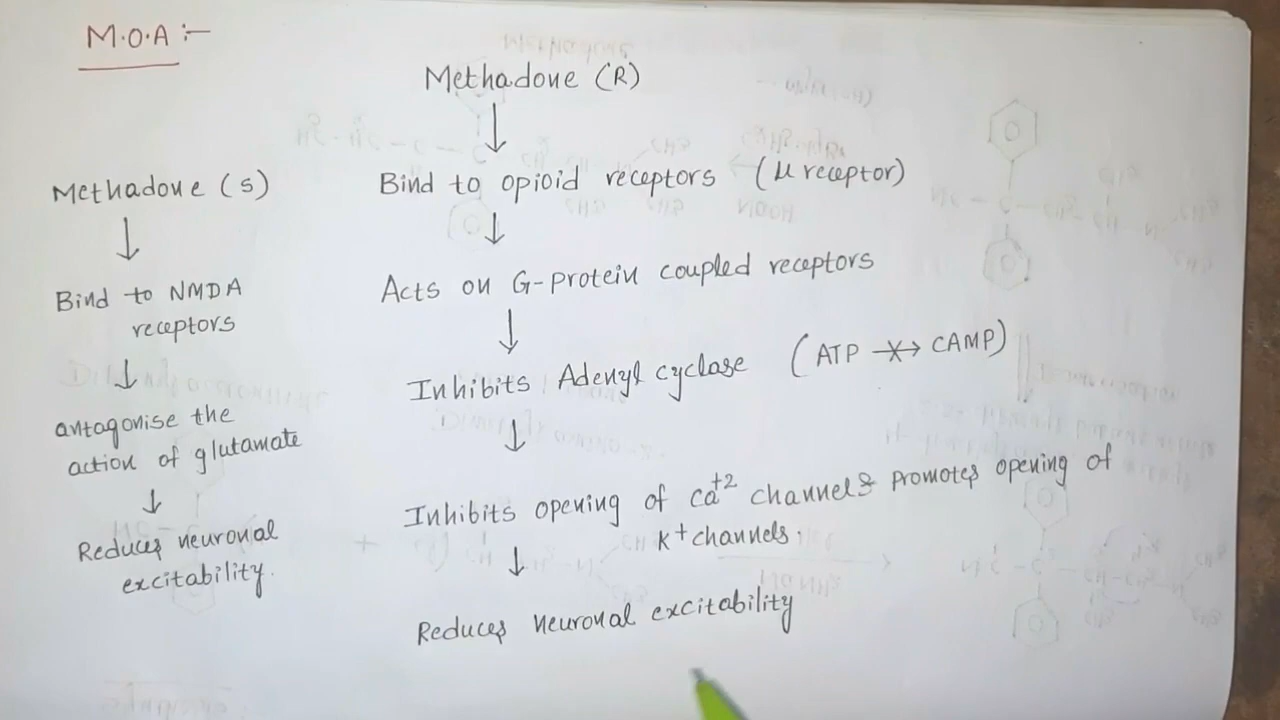 M.O.A :-
Methadone (R)
Bind to opioid receptors (μ receptor)
Acts on G-protein coupled receptors
Inhibits Adenyl cyclase (ATP → CAMP)
Inhibits opening of Ca+2 channels & promotes opening of
K+ channels.
Reduces neuronal excitability
Methadone (S)
Bind to NMDA
receptors
antagonise the
action of glutamate
Reduces neuronal
excitability.